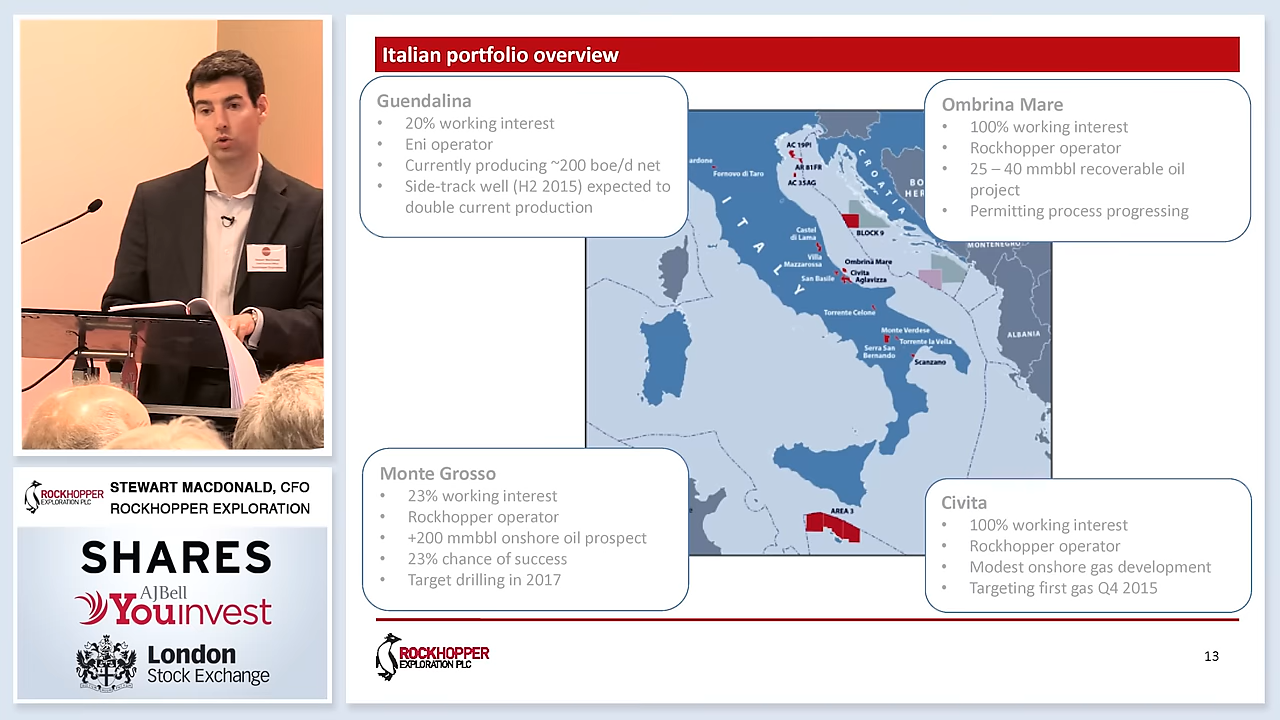 Italian portfolio overview
Guendalina
• 20% working interest
• Eni operator
• Currently producing ~200 boe/d net
• Side-track well (H2 2015) expected to
double current production
Ombrina Mare
• 100% working interest
• Rockhopper operator
• 25 – 40 mmbbl recoverable oil
project
• Permitting process progressing
ardone
Fornovo di Taro
AC 19PI
AR 81FR
AC 35AG
CROATIA
BO
HER
ITALY
BLOCK 9
Castel
di Lama
Villa
Mazzarossa
San Basile
Ombrina Mare
Civita
Aglavizza
MONTENEGRO
ALBANIA
Torrente Celone
Monte Verdese
Torrente la Vella
Serra San
Bernando
Scanzano
AREA 3
Monte Grosso
• 23% working interest
• Rockhopper operator
• +200 mmbbl onshore oil prospect
• 23% chance of success
• Target drilling in 2017
Civita
• 100% working interest
• Rockhopper operator
• Modest onshore gas development
• Targeting first gas Q4 2015
ROCKHOPPER
EXPLORATION PLC
13
ROCKHOPPER
EXPLORATION PLC
STEWART MACDONALD, CFO
ROCKHOPPER EXPLORATION
SHARES
AJBell
Youinvest
London
Stock Exchange